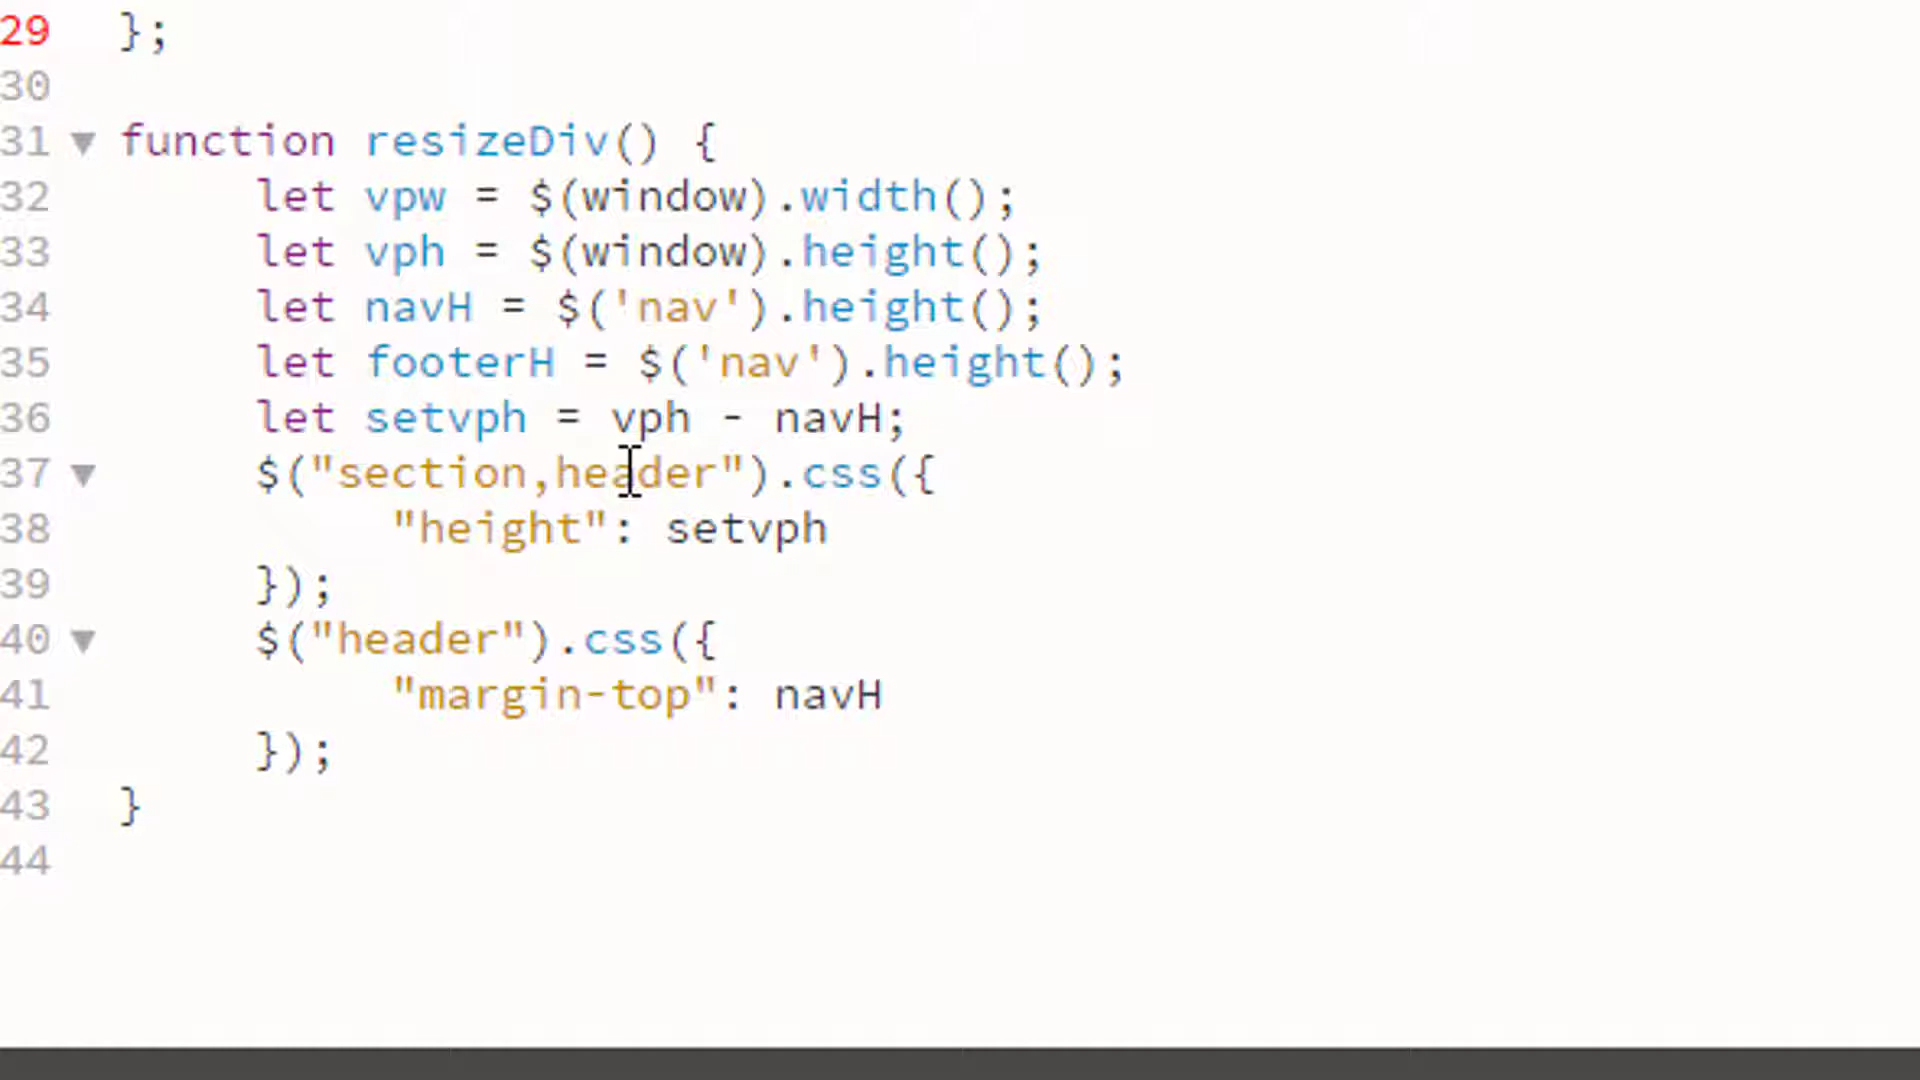 29 };
30
31 ▼ function resizeDiv() {
32 let vpw = $(window).width();
33 let vph = $(window).height();
34 let navH = $('nav').height();
35 let footerH = $('nav').height();
36 let setvph = vph - navH;
37 ▼ $("section,header").css({
38 "height": setvph
39 });
40 ▼ $("header").css({
41 "margin-top": navH
42 });
43 }
44